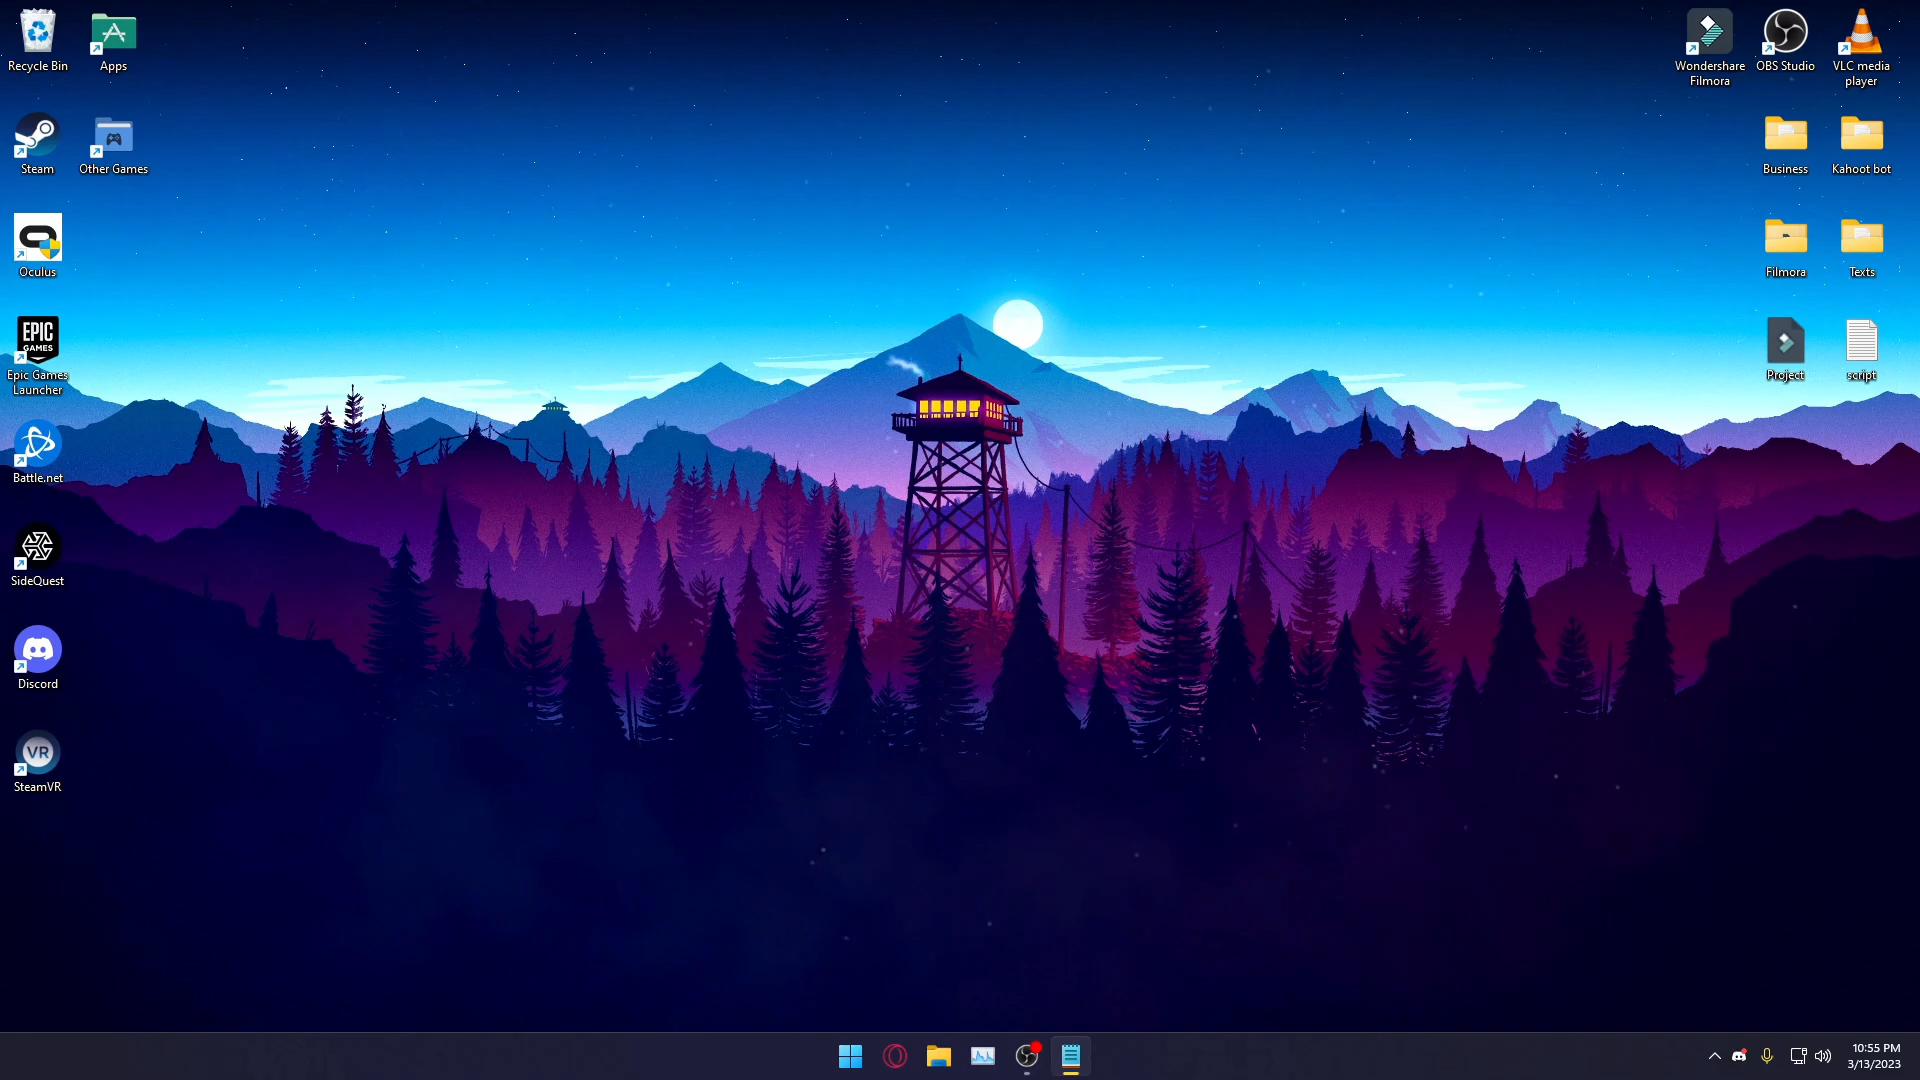 Recycle Bin
Apps
Steam
Other Games
Oculus
EPIC
GAMES
Epic Games
Launcher
Battle.net
SideQuest
Discord
VR
SteamVR
Wondershare
Filmora
OBS Studio
VLC media
player
Business
Kahoot bot
Filmora
Texts
Project
script
10:55 PM
3/13/2023